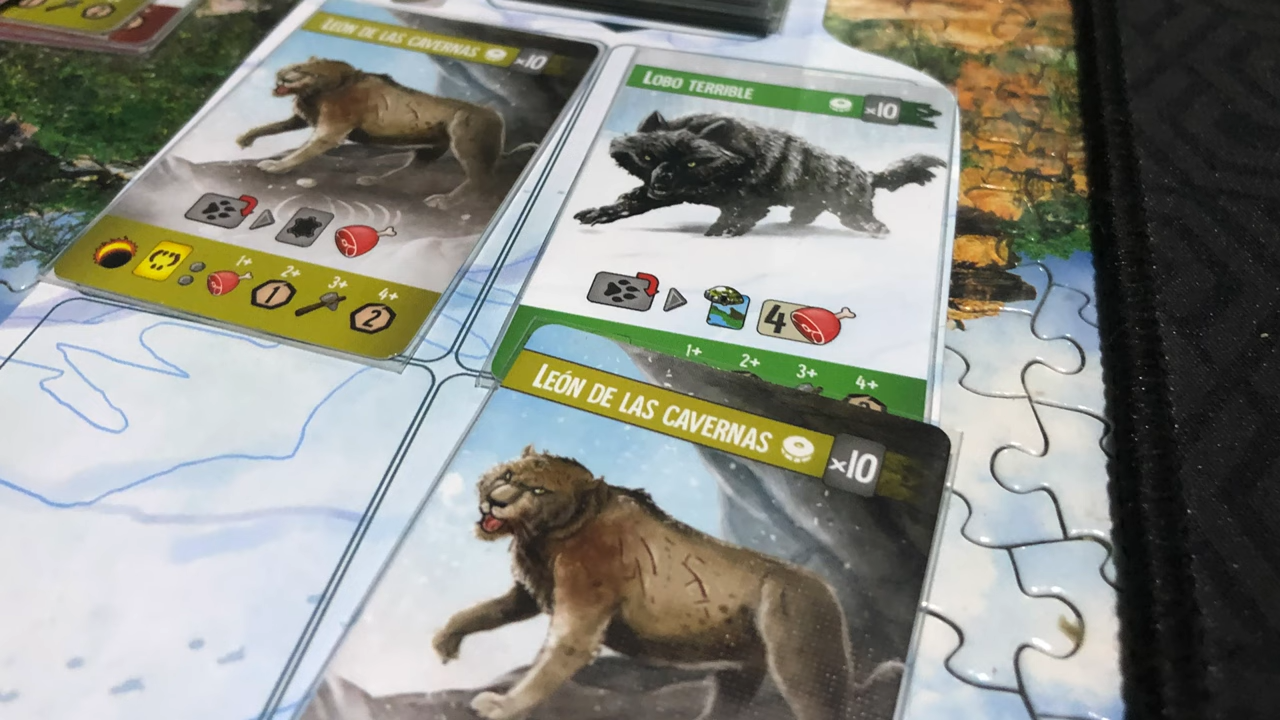 LEÓN DE LAS CAVERNAS ×10
1+ 2+ 3+ 4+
1 2
LOBO TERRIBLE ×10
4
1+ 2+ 3+ 4+
LEÓN DE LAS CAVERNAS ×10